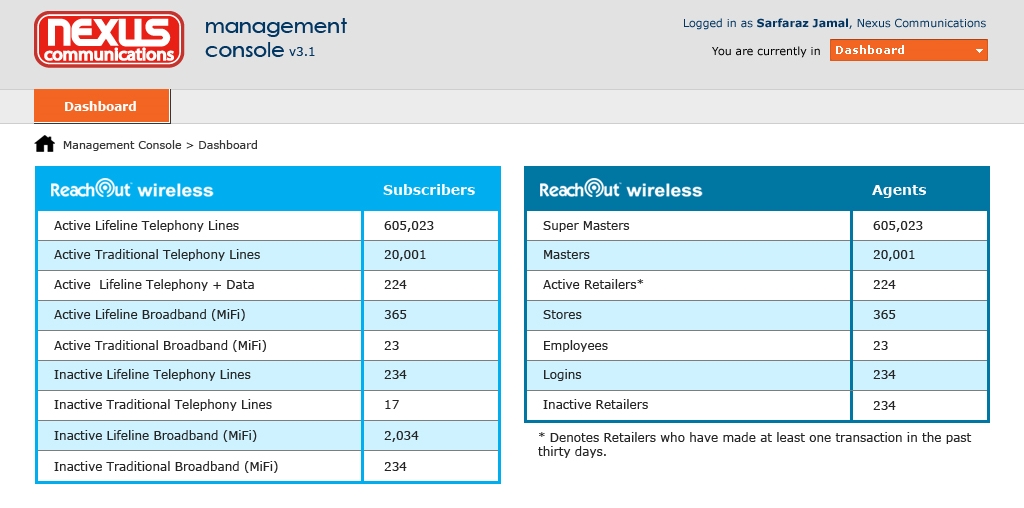 nexus
communications
management
console v3.1
Logged in as Sarfaraz Jamal, Nexus Communications
You are currently in Dashboard
Dashboard
Management Console > Dashboard
ReachOut wireless Subscribers
Active Lifeline Telephony Lines 605,023
Active Traditional Telephony Lines 20,001
Active  Lifeline Telephony + Data 224
Active Lifeline Broadband (MiFi) 365
Active Traditional Broadband (MiFi) 23
Inactive Lifeline Telephony Lines 234
Inactive Traditional Telephony Lines 17
Inactive Lifeline Broadband (MiFi) 2,034
Inactive Traditional Broadband (MiFi) 234
ReachOut wireless Agents
Super Masters 605,023
Masters 20,001
Active Retailers* 224
Stores 365
Employees 23
Logins 234
Inactive Retailers 234
* Denotes Retailers who have made at least one transaction in the past
thirty days.